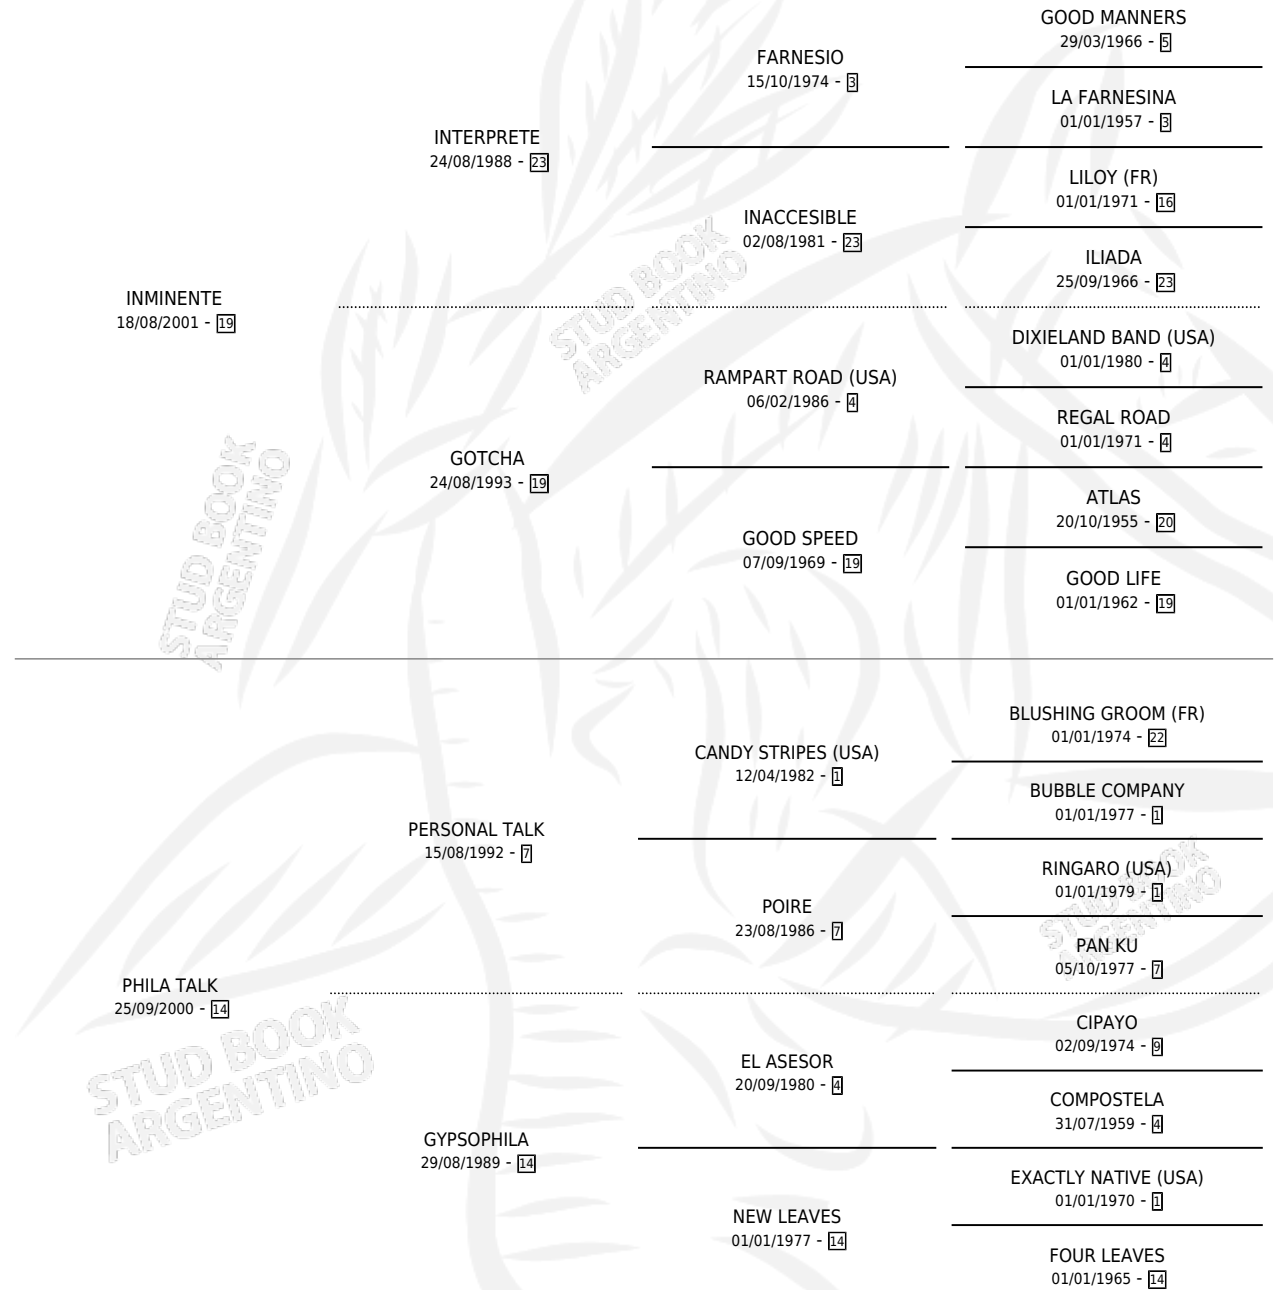 GOOD MANNERS
29/03/1966 - 5
FARNESIO
15/10/1974 - 3
LA FARNESINA
01/01/1957 - 3
INTERPRETE
24/08/1988 - 23
LILOY (FR)
01/01/1971 - 16
INACCESIBLE
02/08/1981 - 23
ILIADA
25/09/1966 - 23
INMINENTE
18/08/2001 - 19
STUD BOOK
ARGENTINO
DIXIELAND BAND (USA)
01/01/1980 - 4
RAMPART ROAD (USA)
06/02/1986 - 4
REGAL ROAD
01/01/1971 - 4
GOTCHA
24/08/1993 - 19
ATLAS
20/10/1955 - 20
GOOD SPEED
07/09/1969 - 19
GOOD LIFE
01/01/1962 - 19
STUD BOOK
ARGENTINO
BLUSHING GROOM (FR)
01/01/1974 - 22
CANDY STRIPES (USA)
12/04/1982 - 1
BUBBLE COMPANY
01/01/1977 - 1
PERSONAL TALK
15/08/1992 - 7
RINGARO (USA)
01/01/1979 - 1
POIRE
23/08/1986 - 7
PAN KU
05/10/1977 - 7
STUD BOOK
ARGENTINO
PHILA TALK
25/09/2000 - 14
CIPAYO
02/09/1974 - 9
EL ASESOR
20/09/1980 - 4
COMPOSTELA
31/07/1959 - 4
STUD BOOK
ARGENTINO
GYPSOPHILA
29/08/1989 - 14
EXACTLY NATIVE (USA)
01/01/1970 - 1
NEW LEAVES
01/01/1977 - 14
FOUR LEAVES
01/01/1965 - 14